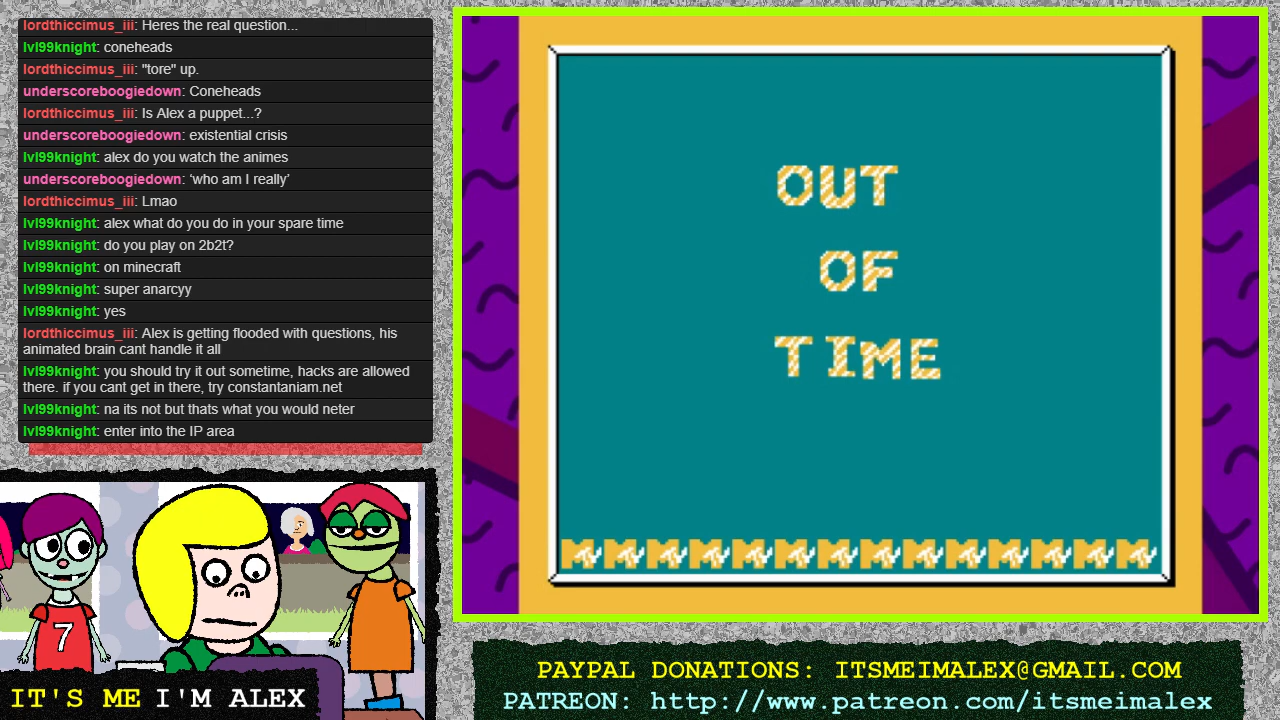 lordthiccimus_iii: Heres the real question...
lvl99knight: coneheads
lordthiccimus_iii: "tore" up.
underscoreboogiedown: Coneheads
lordthiccimus_iii: Is Alex a puppet...?
underscoreboogiedown: existential crisis
lvl99knight: alex do you watch the animes
underscoreboogiedown: ‘who am I really’
lordthiccimus_iii: Lmao
lvl99knight: alex what do you do in your spare time
lvl99knight: do you play on 2b2t?
lvl99knight: on minecraft
lvl99knight: super anarcyy
lvl99knight: yes
lordthiccimus_iii: Alex is getting flooded with questions, his
animated brain cant handle it all
lvl99knight: you should try it out sometime, hacks are allowed
there. if you cant get in there, try constantaniam.net
lvl99knight: na its not but thats what you would neter
lvl99knight: enter into the IP area
OUT
OF
TIME
7
IT'S ME I'M ALEX
PAYPAL DONATIONS: ITSMEIMALEX@GMAIL.COM
PATREON: http://www.patreon.com/itsmeimalex